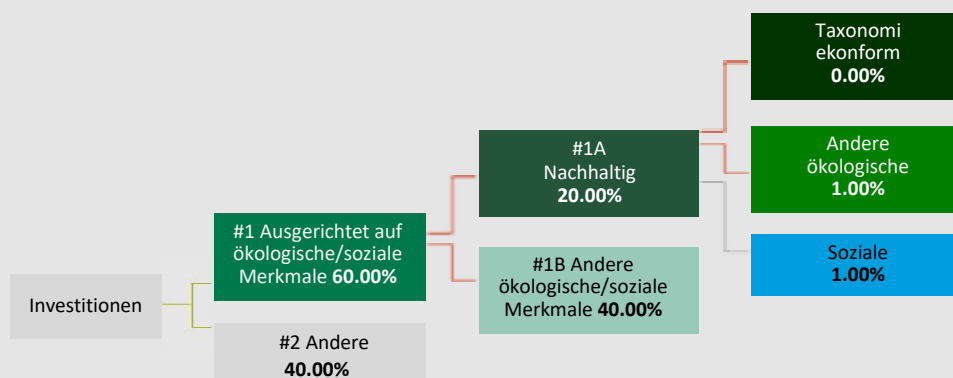 Investitionen
#1 Ausgerichtet auf
ökologische/soziale
Merkmale 60.00%
#2 Andere
40.00%
#1A
Nachhaltig
20.00%
#1B Andere
ökologische/soziale
Merkmale 40.00%
Taxonomi
ekonform
0.00%
Andere
ökologische
1.00%
Soziale
1.00%